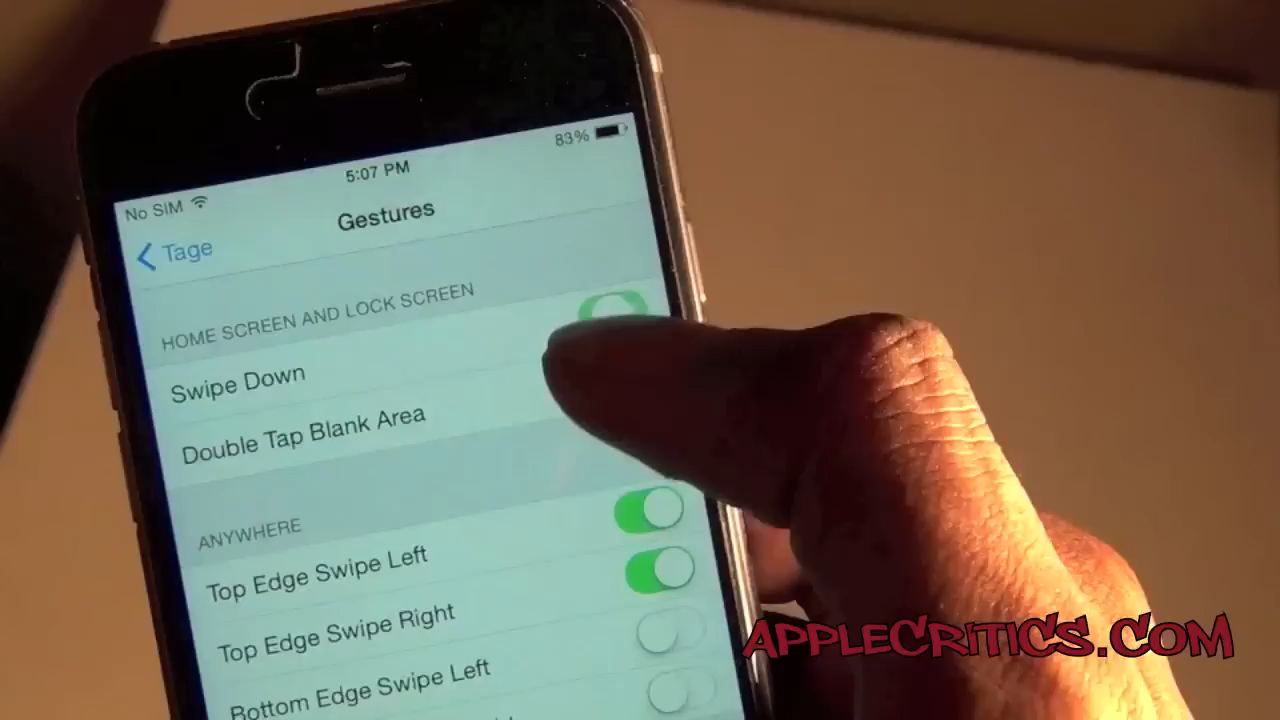 83%
5:07 PM
No SIM
Gestures
Tage
HOME SCREEN AND LOCK SCREEN
Swipe Down
Double Tap Blank Area
ANYWHERE
Top Edge Swipe Left
Top Edge Swipe Right
Bottom Edge Swipe Left
APPLECRITICS.COM